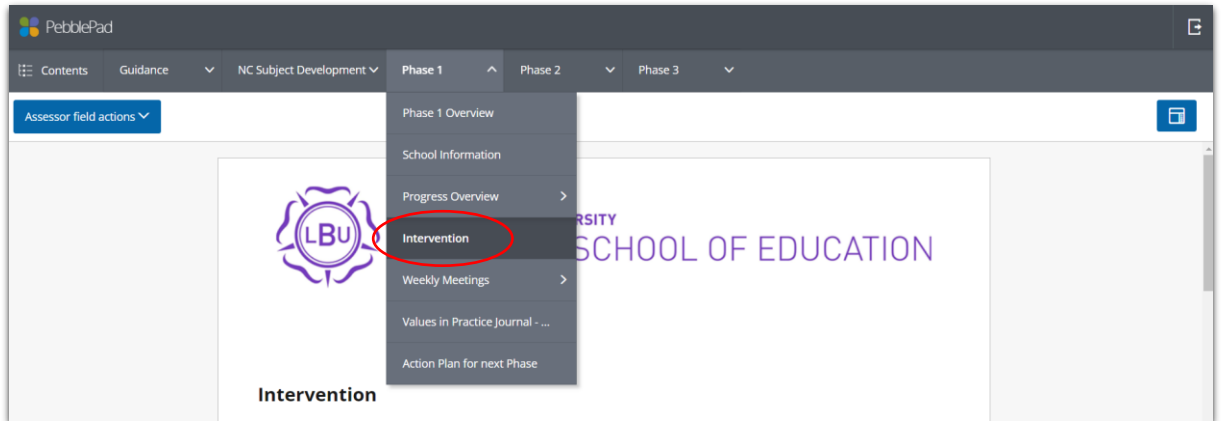 PebblePad
Contents Guidance NC Subject Development Phase 1 Phase 2 Phase 3
Assessor field actions
Phase 1 Overview
School Information
Progress Overview
Intervention
Weekly Meetings
Values in Practice Journal - ...
Action Plan for next Phase
LBU
RSITY
SCHOOL OF EDUCATION
Intervention